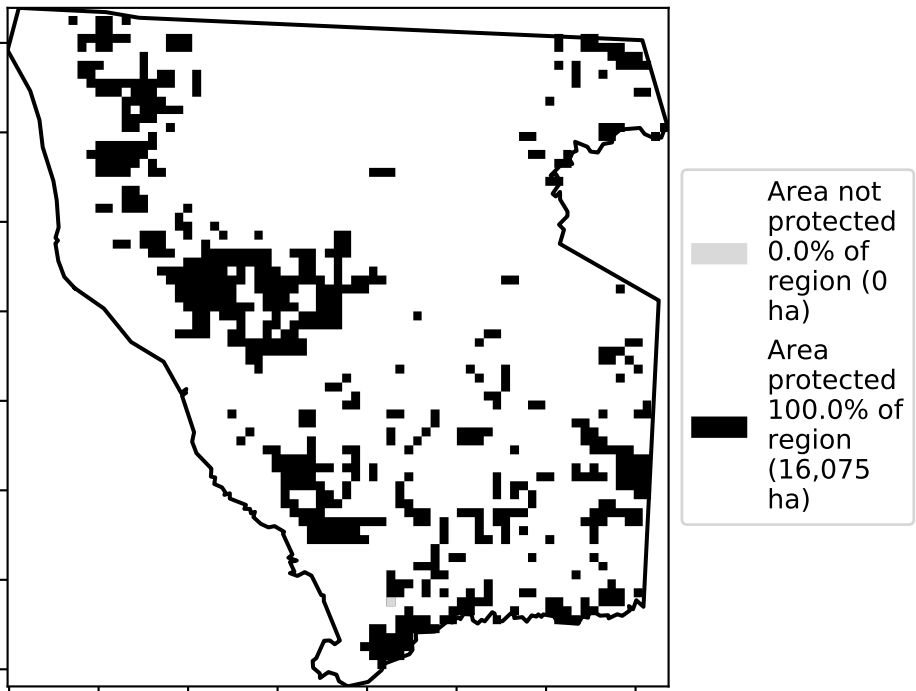 Area not
protected
0.0% of
region (0
ha)
Area
protected
100.0% of
region
(16,075
ha)